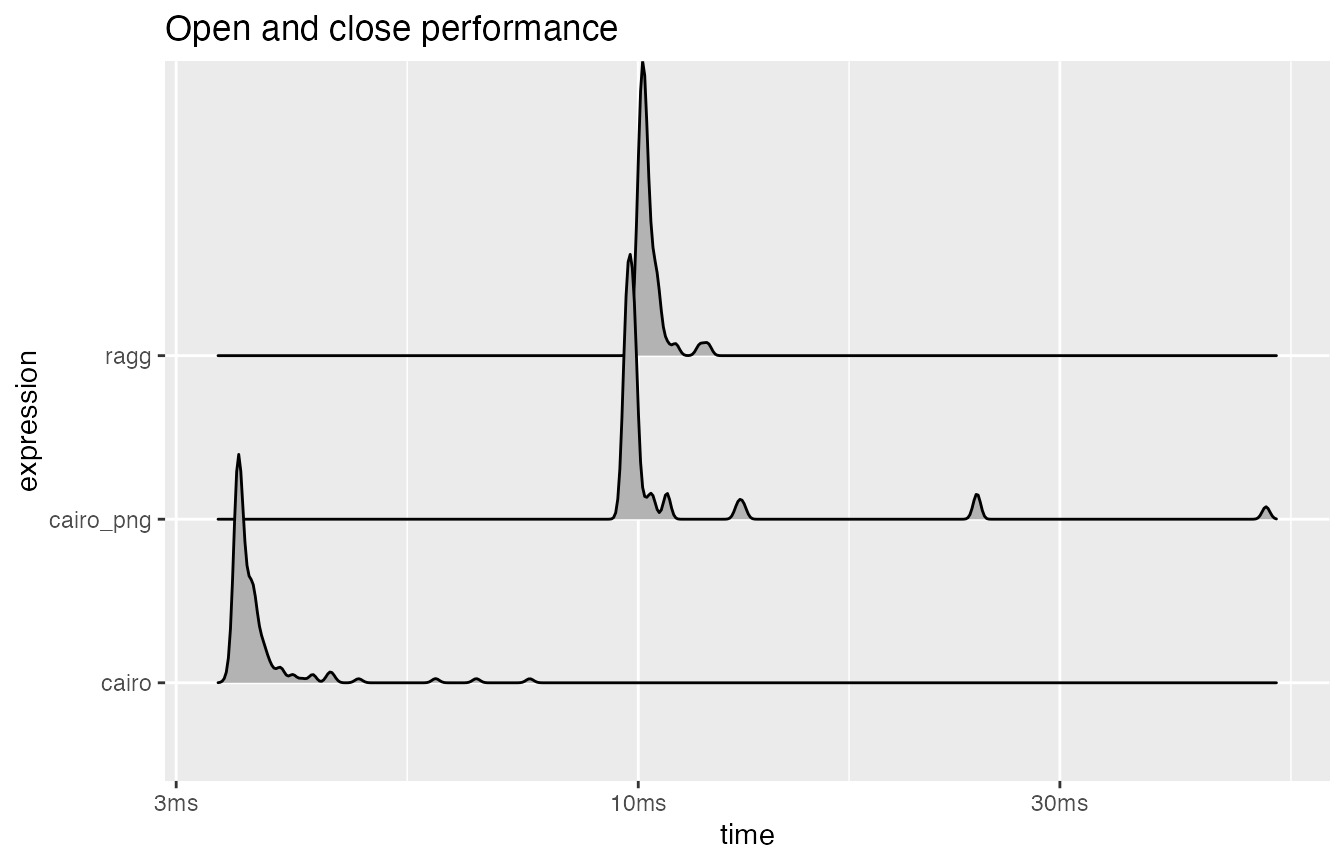 Open and close performance
expression
ragg
cairo_png
cairo
3ms
10ms
30ms
time